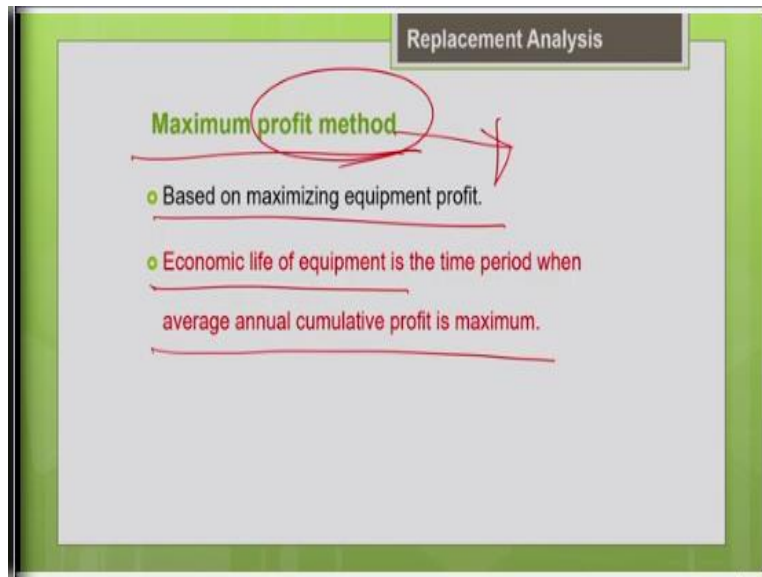 Replacement Analysis
Maximum profit method
Based on maximizing equipment profit.
Economic life of equipment is the time period when
average annual cumulative profit is maximum.